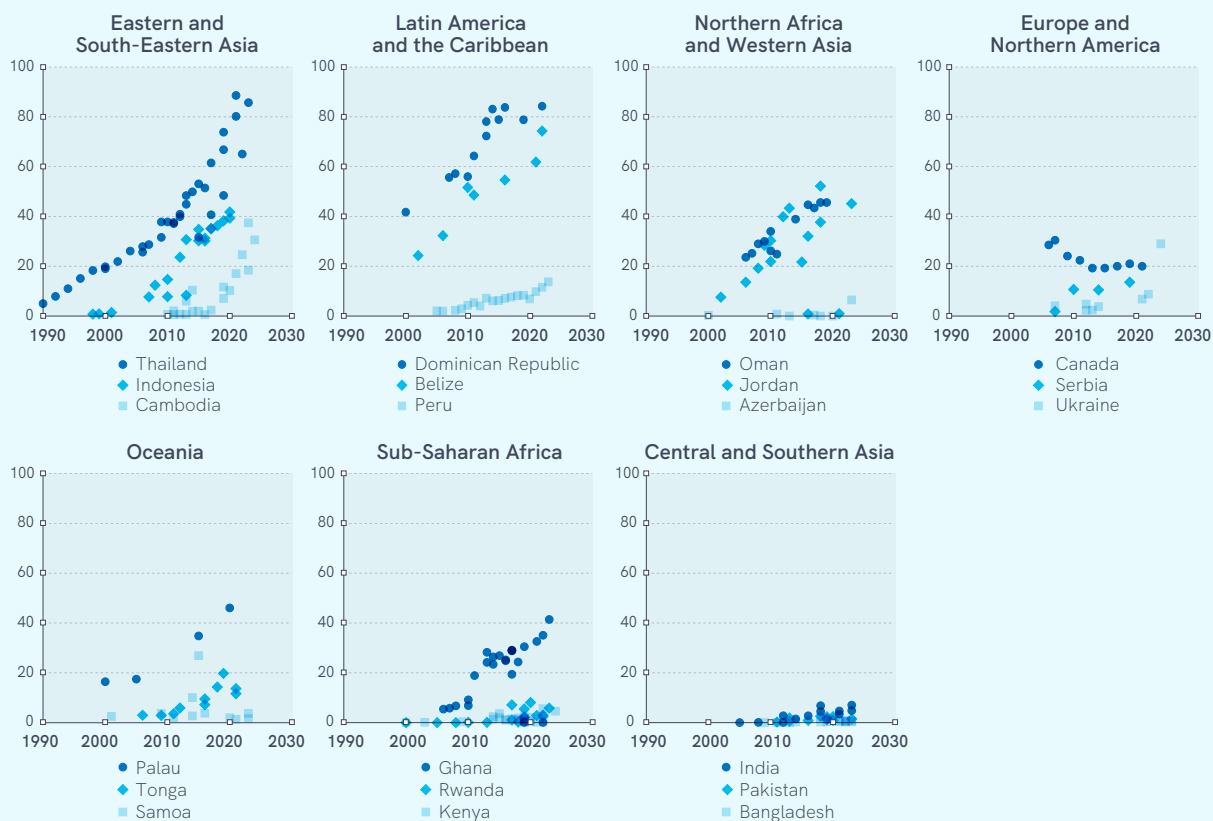 Eastern and
South-Eastern Asia
100
80
60
40
20
0
1990
2000
2010
2020
2030
Thailand
Indonesia
Cambodia
Latin America
and the Caribbean
100
80
60
40
20
0
1990
2000
2010
2020
2030
Dominican Republic
Belize
Peru
Northern Africa
and Western Asia
100
80
60
40
20
0
1990
2000
2010
2020
2030
Oman
Jordan
Azerbaijan
Europe and
Northern America
100
80
60
40
20
0
1990
2000
2010
2020
2030
Canada
Serbia
Ukraine
Oceania
100
80
60
40
20
0
1990
2000
2010
2020
2030
Palau
Tonga
Samoa
Sub-Saharan Africa
100
80
60
40
20
0
1990
2000
2010
2020
2030
Ghana
Rwanda
Kenya
Central and Southern Asia
100
80
60
40
20
0
1990
2000
2010
2020
2030
India
Pakistan
Bangladesh